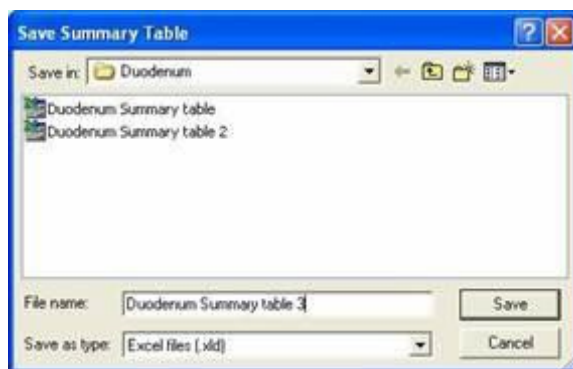 Save Summary Table
Save in: Duodenum
Duodenum Summary table
Duodenum Summary table 2
File name: Duodenum Summary table 3 Save
Save as type: Excel files (.xld) Cancel